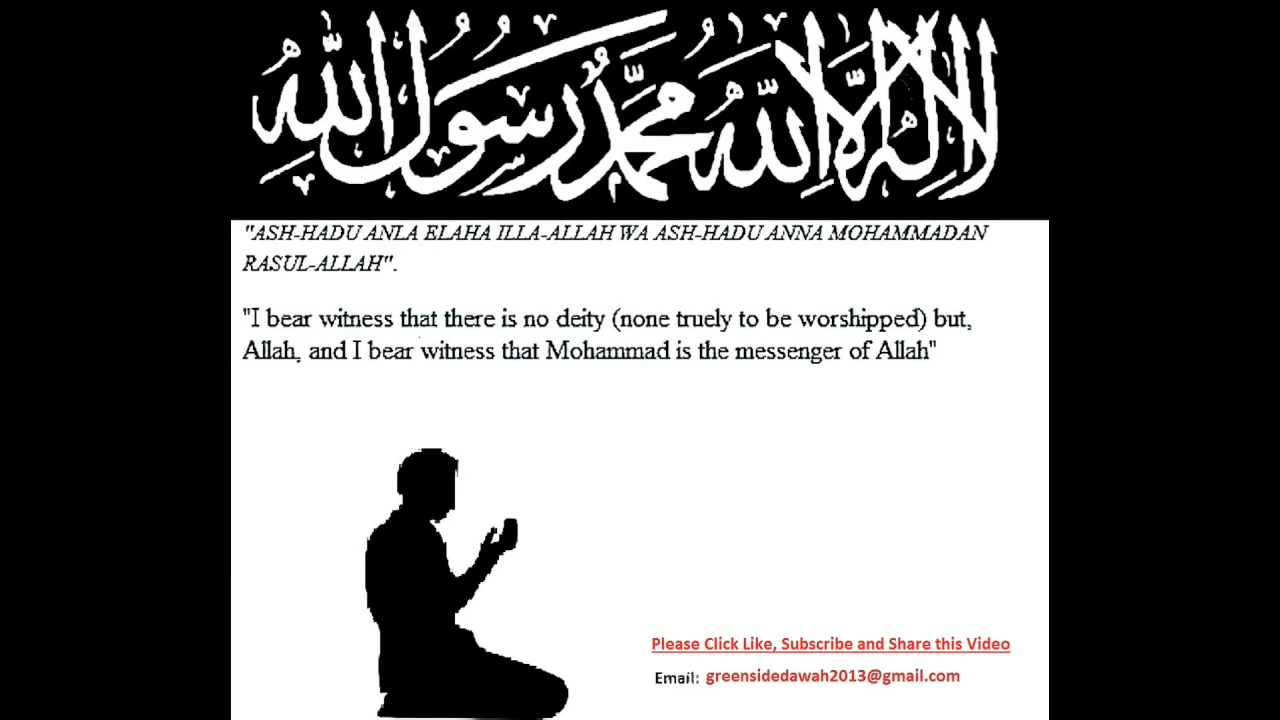 لا إله إلا الله محمد رسول الله
"ASH-HADU ANLA ELAHA ILLA-ALLAH WA ASH-HADU ANNA MOHAMMADAN
RASUL-ALLAH".
"I bear witness that there is no deity (none truely to be worshipped) but,
Allah, and I bear witness that Mohammad is the messenger of Allah"
Please Click Like, Subscribe and Share this Video
Email: greensidedawah2013@gmail.com